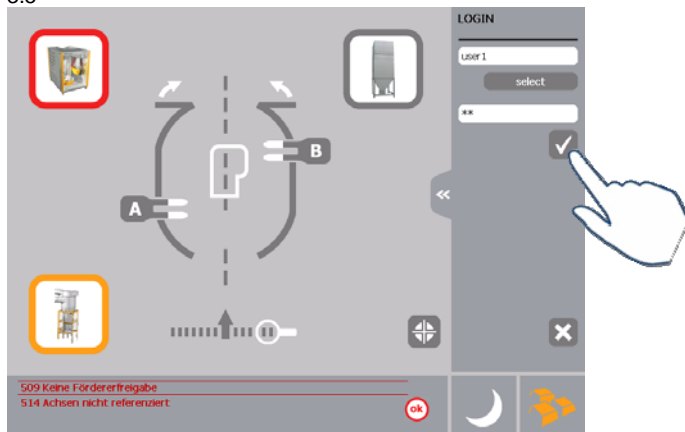 LOGIN
user1
select
**
B
A
509 Keine Fördererfreigabe
514 Achsen nicht referenziert
ok